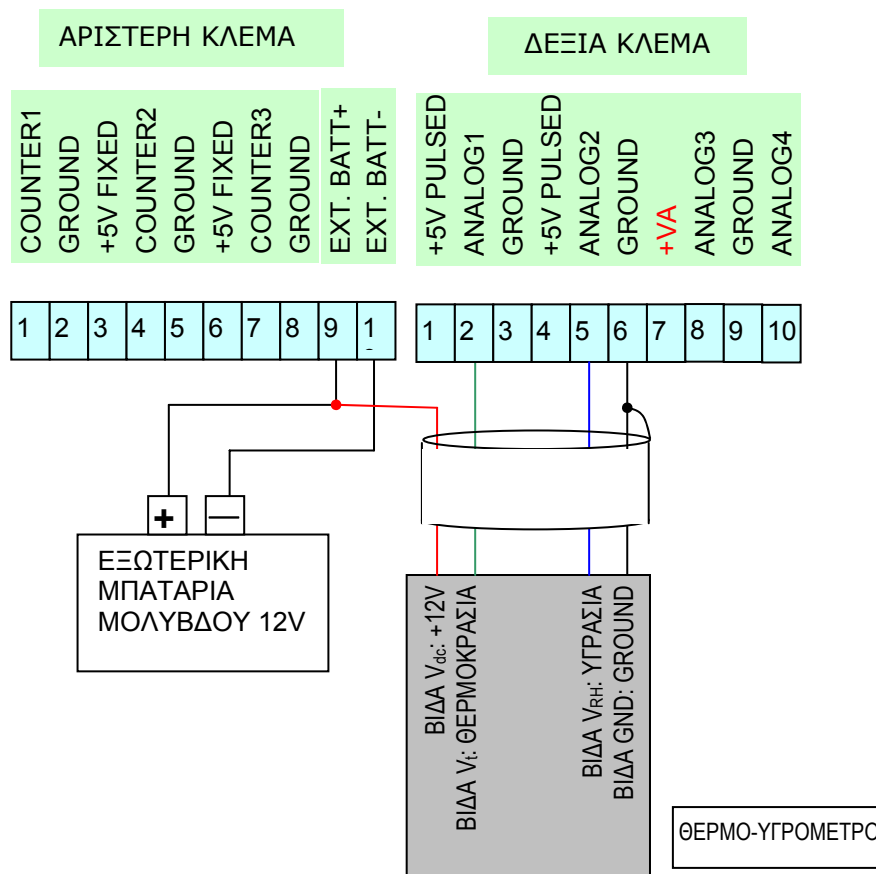 ΑΡΙΣΤΕΡΗ ΚΛΕΜΑ
ΔΕΞΙΑ ΚΛΕΜΑ
COUNTER1
GROUND
+5V FIXED
COUNTER2
GROUND
+5V FIXED
COUNTER3
GROUND
EXT. BATT+
EXT. BATT-
+5V PULSED
ANALOG1
GROUND
+5V PULSED
ANALOG2
GROUND
+VA
ANALOG3
GROUND
ANALOG4
1 2 3 4 5 6 7 8 9 1
1 2 3 4 5 6 7 8 9 10
+ —
ΕΞΩΤΕΡΙΚΗ
ΜΠΑΤΑΡΙΑ
ΜΟΛΥΒΔΟΥ 12V
ΒΙΔΑ Vdc: +12V
ΒΙΔΑ Vt: ΘΕΡΜΟΚΡΑΣΙΑ
ΒΙΔΑ VRH: ΥΓΡΑΣΙΑ
ΒΙΔΑ GND: GROUND
ΘΕΡΜΟ-ΥΓΡΟΜΕΤΡΟ